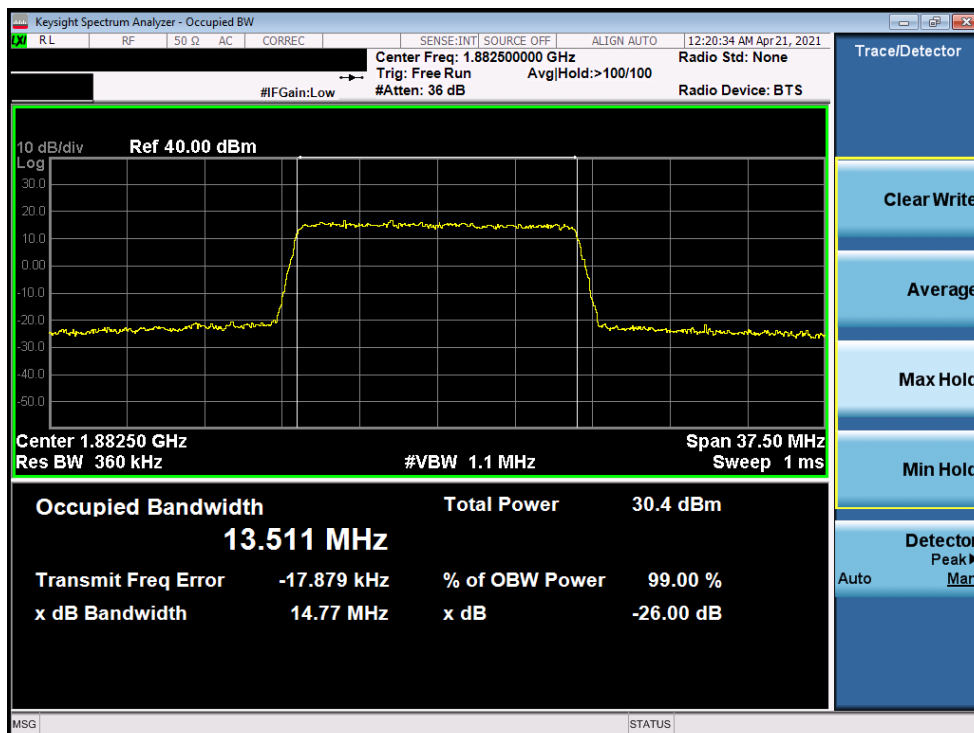 Keysight Spectrum Analyzer - Occupied BW
LXI RL RF 50 Ω AC CORREC SENSE:INT SOURCE OFF ALIGN AUTO 12:20:34 AM Apr 21, 2021
Center Freq: 1.882500000 GHz Radio Std: None
Trig: Free Run Avg|Hold:>100/100
#IFGain:Low #Atten: 36 dB Radio Device: BTS
10 dB/div Ref 40.00 dBm
Log
30.0
20.0
10.0
0.00
-10.0
-20.0
-30.0
-40.0
-50.0
Center 1.88250 GHz Span 37.50 MHz
Res BW 360 kHz #VBW 1.1 MHz Sweep 1 ms
Occupied Bandwidth Total Power 30.4 dBm
13.511 MHz
Transmit Freq Error -17.879 kHz % of OBW Power 99.00 %
x dB Bandwidth 14.77 MHz x dB -26.00 dB
MSG STATUS
Trace/Detector
Clear Write
Average
Max Hold
Min Hold
Detector
Peak▶
Auto Man